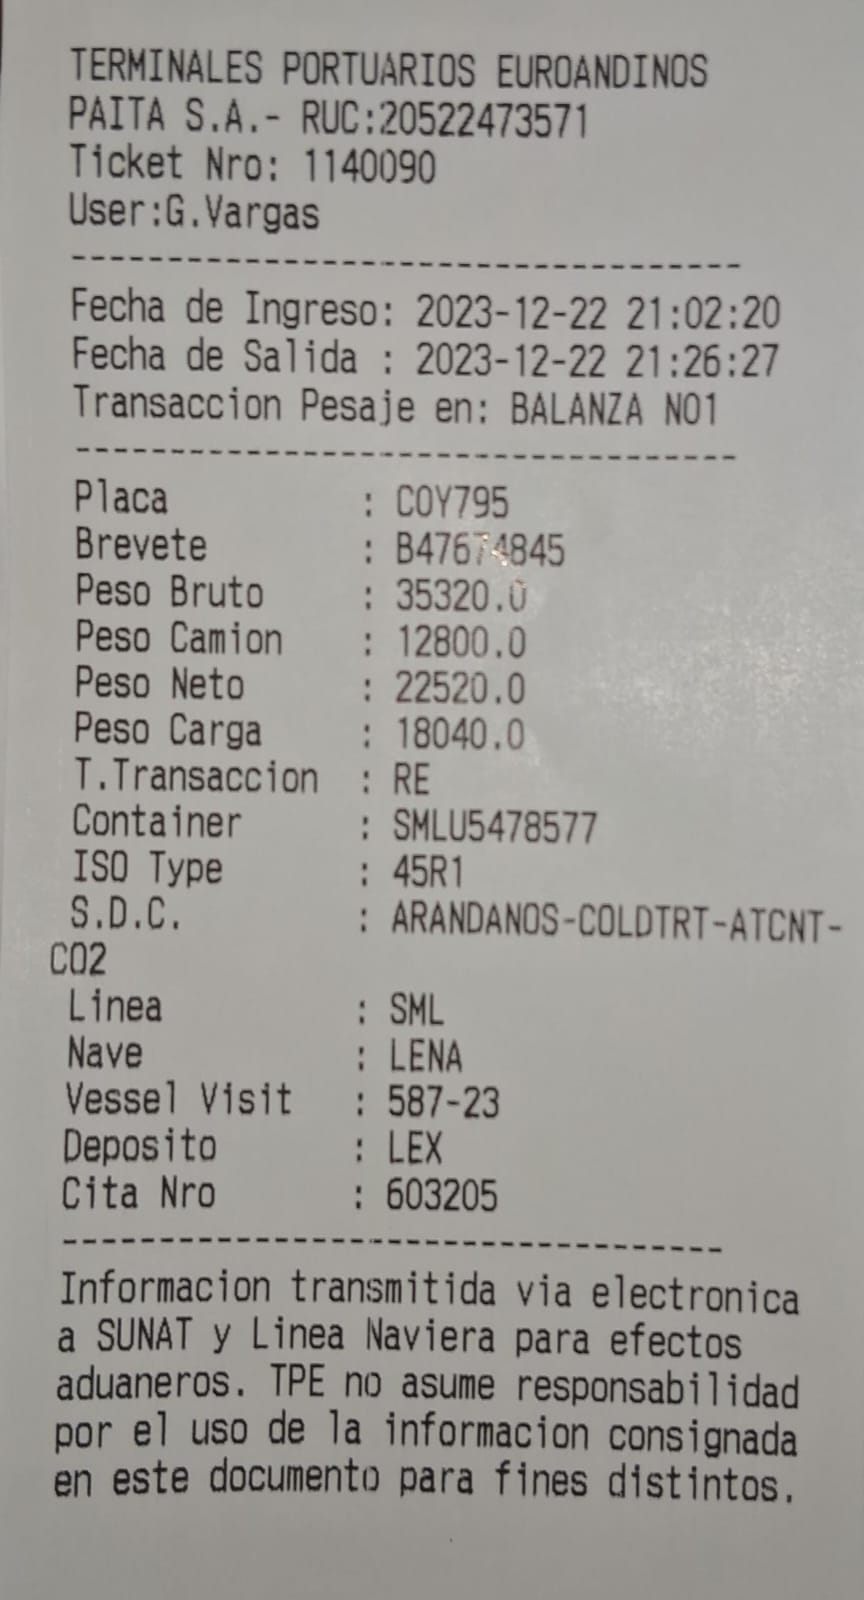 TERMINALES PORTUARIOS EUROANDINOS
PAITA S.A.- RUC:20522473571
Ticket Nro: 1140090
User:G.Vargas
-----------------------------------
Fecha de Ingreso: 2023-12-22 21:02:20
Fecha de Salida : 2023-12-22 21:26:27
Transaccion Pesaje en: BALANZA NO1
-----------------------------------
Placa : COY795
Brevete : B47674845
Peso Bruto : 35320.0
Peso Camion : 12800.0
Peso Neto : 22520.0
Peso Carga : 18040.0
T.Transaccion : RE
Container : SMLU5478577
ISO Type : 45R1
S.D.C. : ARANDANOS-COLDTRT-ATCNT-
CO2
Linea : SML
Nave : LENA
Vessel Visit : 587-23
Deposito : LEX
Cita Nro : 603205
-----------------------------------
Informacion transmitida via electronica
a SUNAT y Linea Naviera para efectos
aduaneros. TPE no asume responsabilidad
por el uso de la informacion consignada
en este documento para fines distintos.